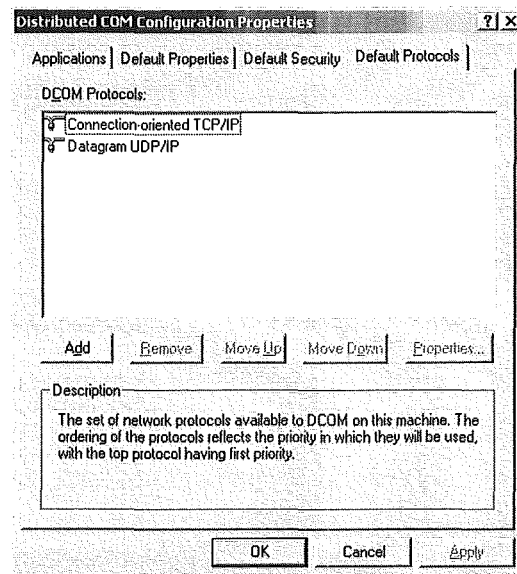 Distributed COM Configuration Properties ? X
Applications Default Properties Default Security Default Protocols
DCOM Protocols:
Connection-oriented TCP/IP
Datagram UDP/IP
Add Remove Move Up Move Down Properties...
Description
The set of network protocols available to DCOM on this machine. The
ordering of the protocols reflects the priority in which they will be used,
with the top protocol having first priority.
OK Cancel Apply